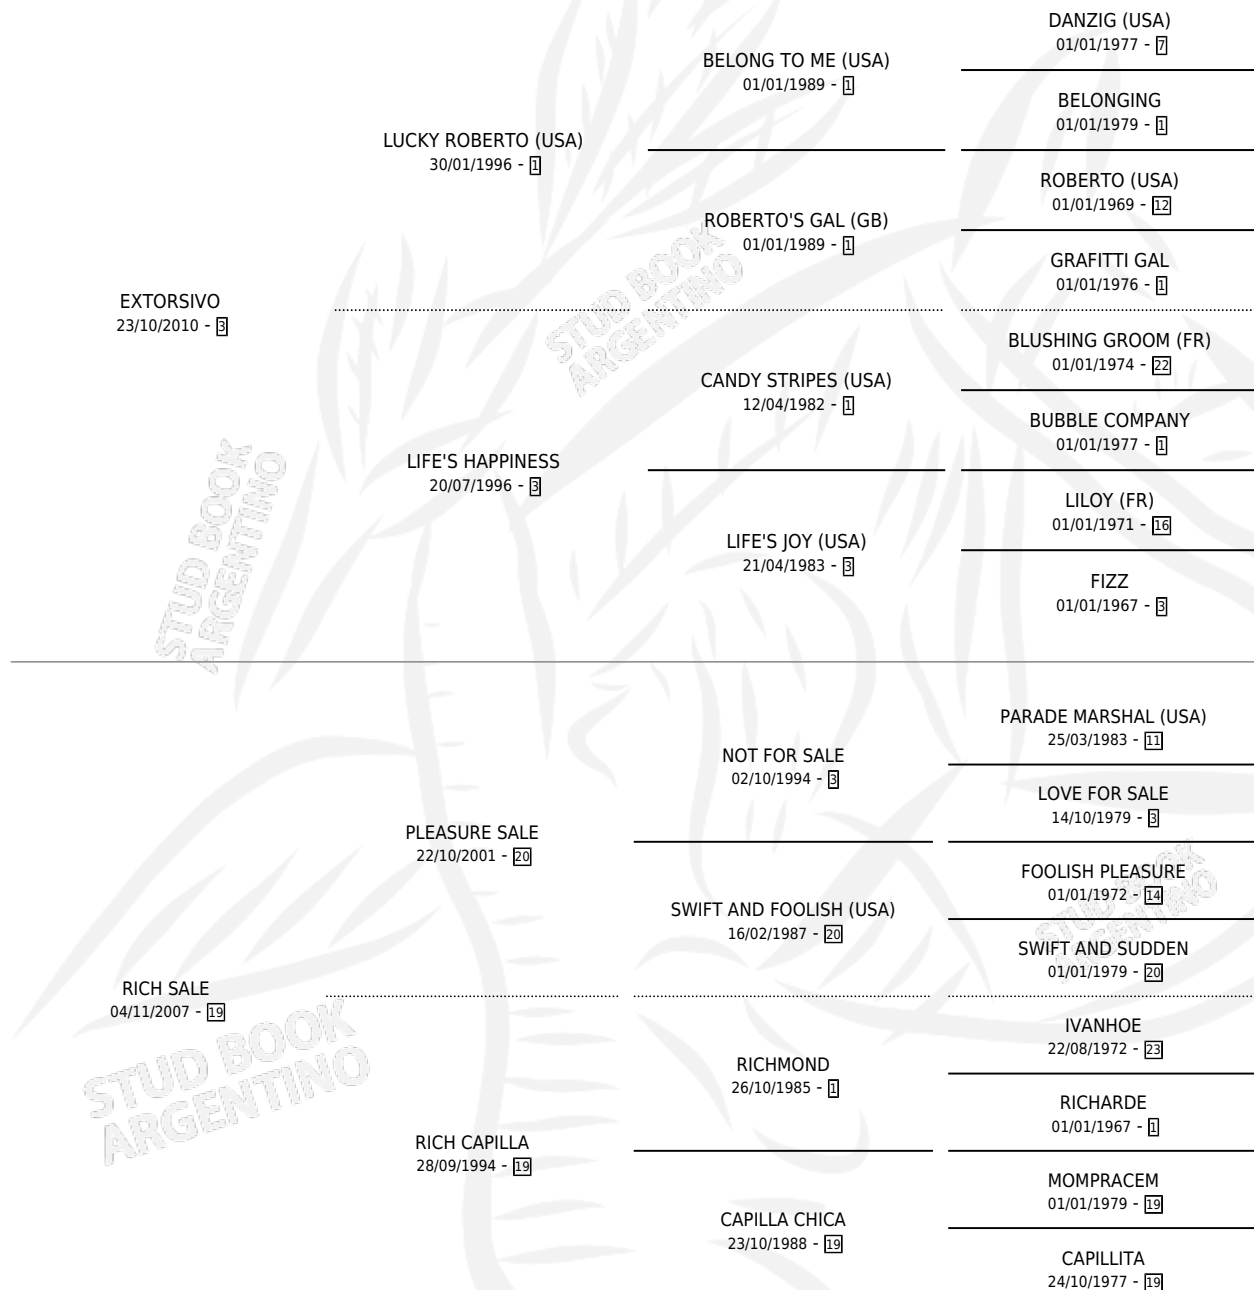 EXTORSIVO
23/10/2010 - 3
LUCKY ROBERTO (USA)
30/01/1996 - 1
LIFE'S HAPPINESS
20/07/1996 - 3
BELONG TO ME (USA)
01/01/1989 - 1
ROBERTO'S GAL (GB)
01/01/1989 - 1
CANDY STRIPES (USA)
12/04/1982 - 1
LIFE'S JOY (USA)
21/04/1983 - 3
DANZIG (USA)
01/01/1977 - 7
BELONGING
01/01/1979 - 1
ROBERTO (USA)
01/01/1969 - 12
GRAFITTI GAL
01/01/1976 - 1
BLUSHING GROOM (FR)
01/01/1974 - 22
BUBBLE COMPANY
01/01/1977 - 1
LILOY (FR)
01/01/1971 - 16
FIZZ
01/01/1967 - 3
STUD BOOK
ARGENTINO
STUD BOOK
ARGENTINO
RICH SALE
04/11/2007 - 19
PLEASURE SALE
22/10/2001 - 20
RICH CAPILLA
28/09/1994 - 19
NOT FOR SALE
02/10/1994 - 3
SWIFT AND FOOLISH (USA)
16/02/1987 - 20
RICHMOND
26/10/1985 - 1
CAPILLA CHICA
23/10/1988 - 19
PARADE MARSHAL (USA)
25/03/1983 - 11
LOVE FOR SALE
14/10/1979 - 3
FOOLISH PLEASURE
01/01/1972 - 14
SWIFT AND SUDDEN
01/01/1979 - 20
IVANHOE
22/08/1972 - 23
RICHARDE
01/01/1967 - 1
MOMPRACEM
01/01/1979 - 19
CAPILLITA
24/10/1977 - 19
STUD BOOK
ARGENTINO
STUD BOOK
ARGENTINO